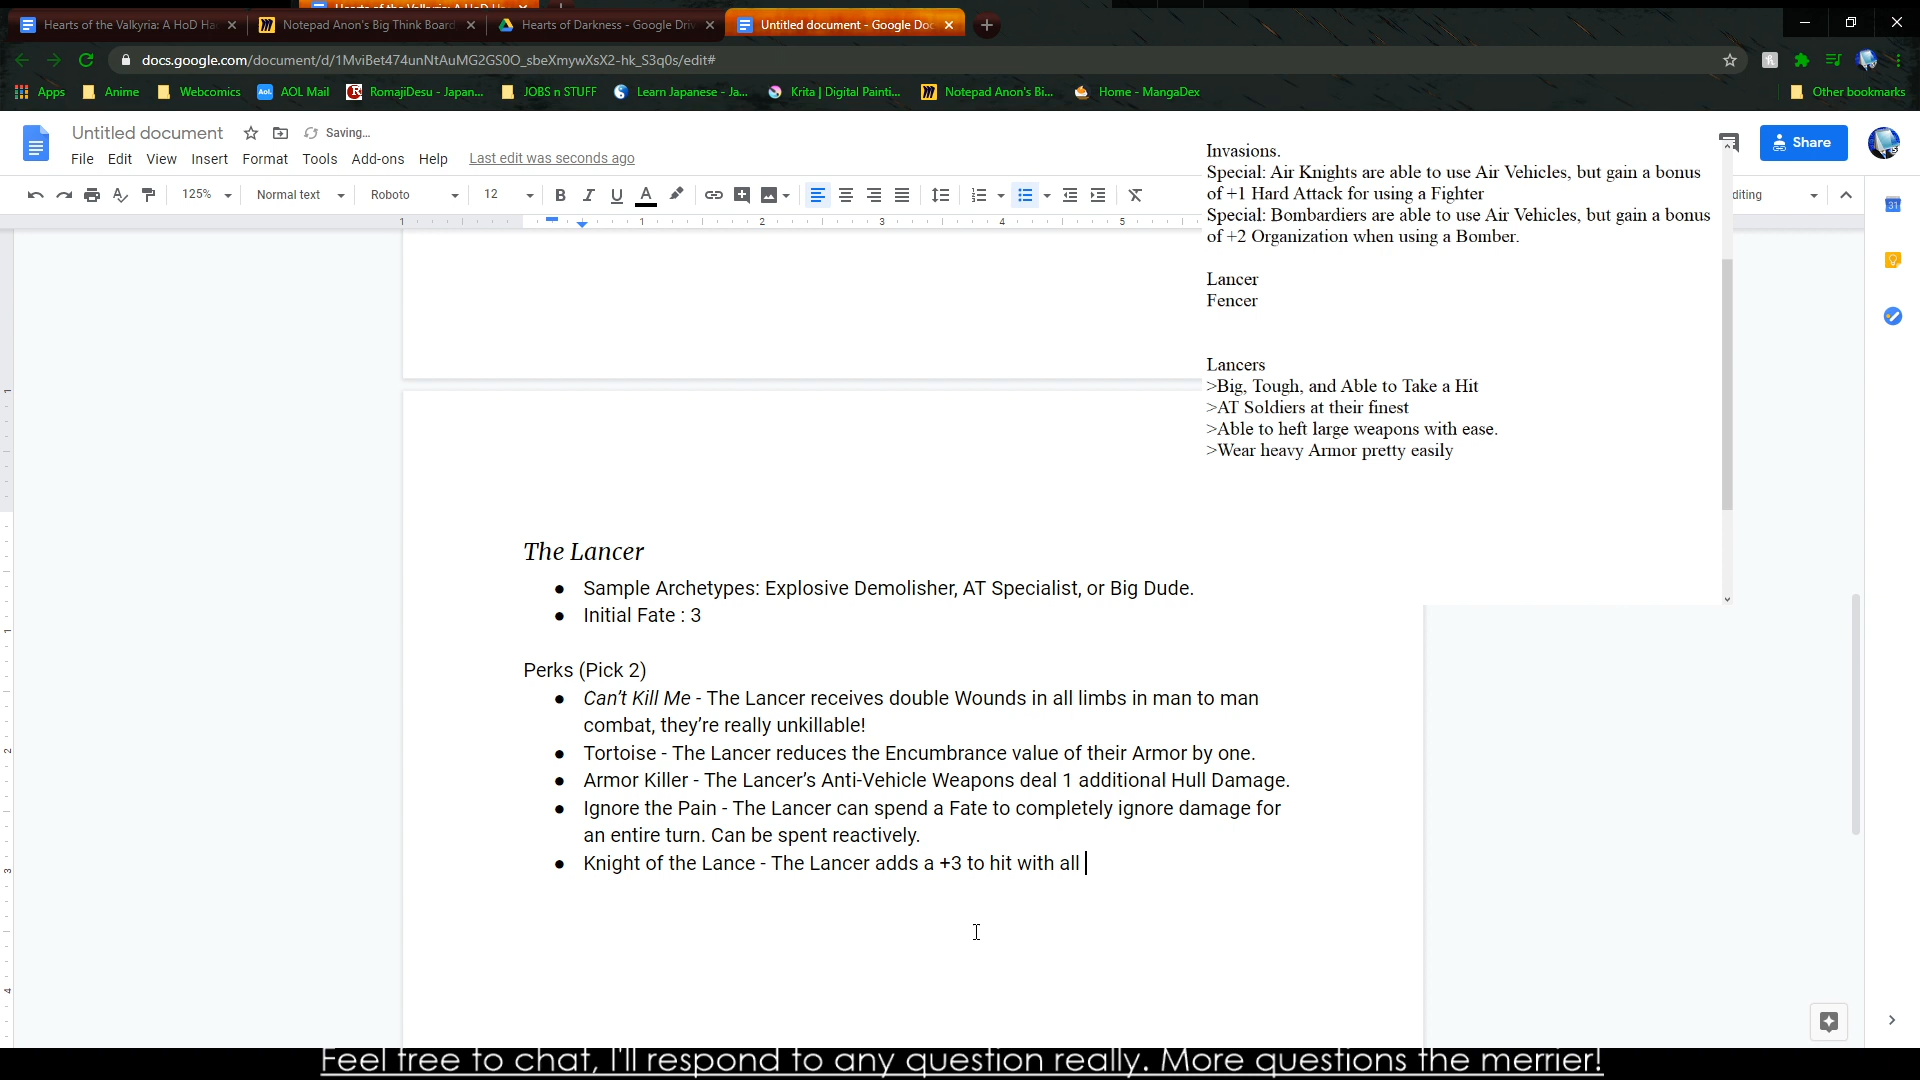 Hearts of the Valkyria: A HoD Ha
Notepad Anon's Big Think Board
Hearts of Darkness - Google Driv
Untitled document - Google Doc
docs.google.com/document/d/1MviBet474unNtAuMG2GS0O_sbeXmywXsX2-hk_S3q0s/edit#
Apps
Anime
Webcomics
AOL Mail
RomajiDesu - Japan...
JOBS n STUFF
Learn Japanese - Ja...
Krita | Digital Painti...
Notepad Anon's Bi...
Home - MangaDex
Other bookmarks
Untitled document
Saving...
File Edit View Insert Format Tools Add-ons Help
Last edit was seconds ago
Share
125%
Normal text
Roboto
12
diting
Invasions.
Special: Air Knights are able to use Air Vehicles, but gain a bonus
of +1 Hard Attack for using a Fighter
Special: Bombardiers are able to use Air Vehicles, but gain a bonus
of +2 Organization when using a Bomber.
Lancer
Fencer
Lancers
>Big, Tough, and Able to Take a Hit
>AT Soldiers at their finest
>Able to heft large weapons with ease.
>Wear heavy Armor pretty easily
The Lancer
● Sample Archetypes: Explosive Demolisher, AT Specialist, or Big Dude.
● Initial Fate : 3
Perks (Pick 2)
● Can't Kill Me - The Lancer receives double Wounds in all limbs in man to man
combat, they're really unkillable!
● Tortoise - The Lancer reduces the Encumbrance value of their Armor by one.
● Armor Killer - The Lancer's Anti-Vehicle Weapons deal 1 additional Hull Damage.
● Ignore the Pain - The Lancer can spend a Fate to completely ignore damage for
an entire turn. Can be spent reactively.
● Knight of the Lance - The Lancer adds a +3 to hit with all
Feel free to chat, I'll respond to any question really. More questions the merrier!